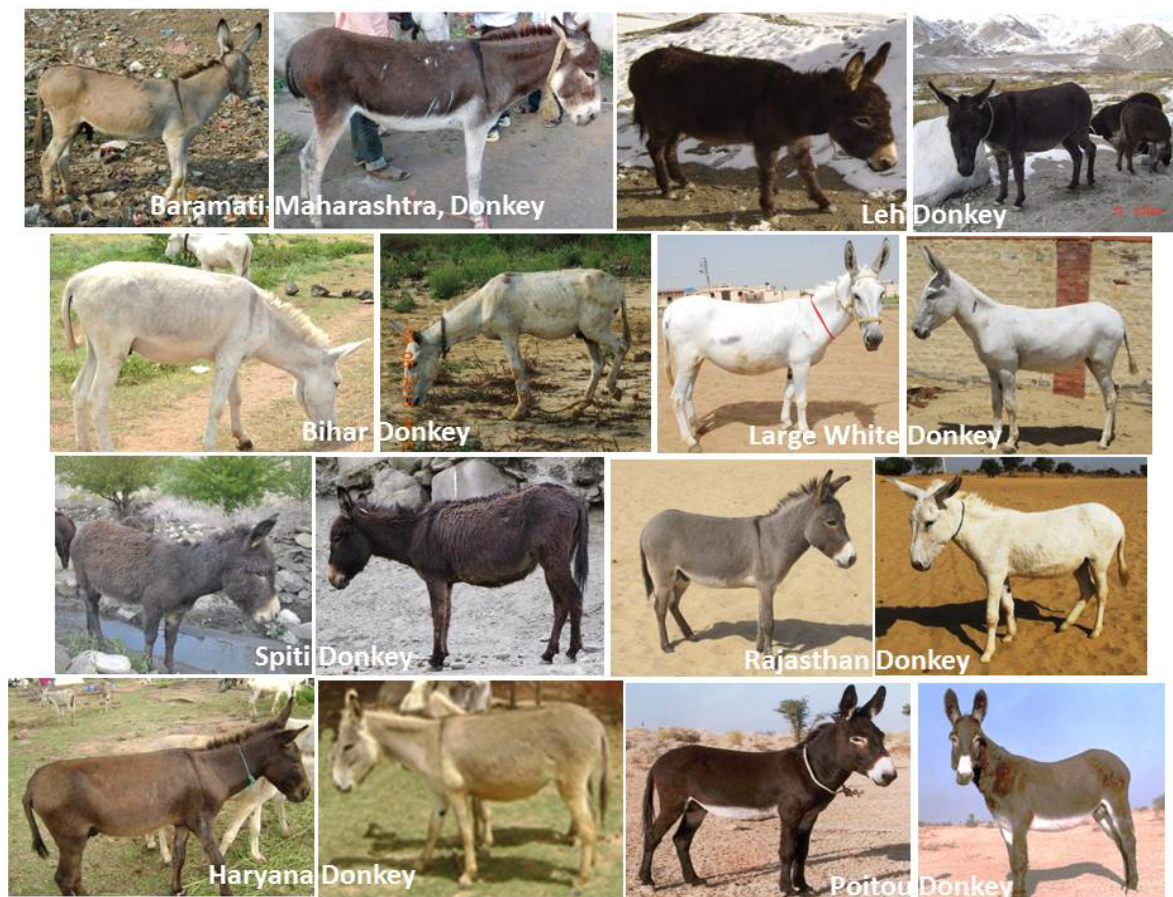 Baramati-Maharashtra, Donkey
Leh Donkey
Bihar Donkey
Large White Donkey
Spiti Donkey
Rajasthan Donkey
Haryana Donkey
Poitou Donkey